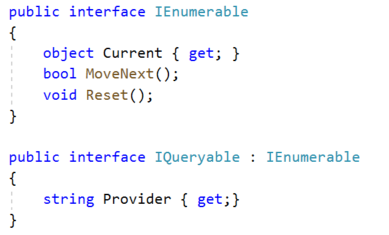 public interface IEnumerable
{
    object Current { get; }
    bool MoveNext();
    void Reset();
}

public interface IQueryable : IEnumerable
{
    string Provider { get;}
}